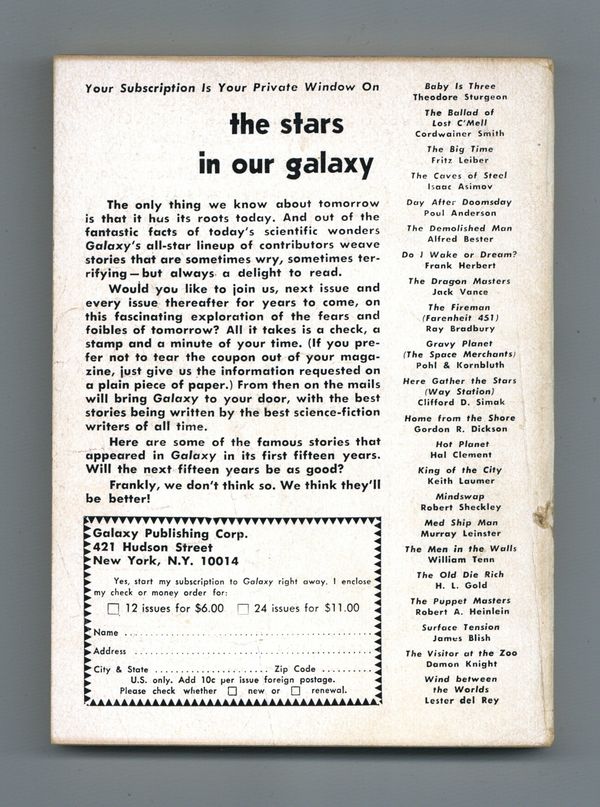 Your Subscription Is Your Private Window On
the stars
in our galaxy
The only thing we know about tomorrow
is that it has its roots today. And out of the
fantastic facts of today's scientific wonders
Galaxy's all-star lineup of contributors weave
stories that are sometimes wry, sometimes ter-
rifying—but always a delight to read.
Would you like to join us, next issue and
every issue thereafter for years to come, on
this fascinating exploration of the fears and
foibles of tomorrow? All it takes is a check, a
stamp and a minute of your time. (If you pre-
fer not to tear the coupon out of your maga-
zine, just give us the information requested on
a plain piece of paper.) From then on the mails
will bring Galaxy to your door, with the best
stories being written by the best science-fiction
writers of all time.
Here are some of the famous stories that
appeared in Galaxy in its first fifteen years.
Will the next fifteen years be as good?
Frankly, we don't think so. We think they'll
be better!
Galaxy Publishing Corp.
421 Hudson Street
New York, N.Y. 10014
Yes, start my subscription to Galaxy right away. I enclose
my check or money order for:
☐ 12 issues for $6.00 ☐ 24 issues for $11.00
Name ..........
Address ..........
City & State .......... Zip Code ..........
U.S. only. Add 10c per issue foreign postage.
Please check whether ☐ new or ☐ renewal.
Baby Is Three
Theodore Sturgeon
The Ballad of
Lost C'Mell
Cordwainer Smith
The Big Time
Fritz Leiber
The Caves of Steel
Isaac Asimov
Day After Doomsday
Poul Anderson
The Demolished Man
Alfred Bester
Do I Wake or Dream?
Frank Herbert
The Dragon Masters
Jack Vance
The Fireman
(Farenheit 451)
Ray Bradbury
Gravy Planet
(The Space Merchants)
Pohl & Kornbluth
Here Gather the Stars
(Way Station)
Clifford D. Simak
Home from the Shore
Gordon R. Dickson
Hot Planet
Hal Clement
King of the City
Keith Laumer
Mindswap
Robert Sheckley
Med Ship Man
Murray Leinster
The Men in the Walls
William Tenn
The Old Die Rich
H. L. Gold
The Puppet Masters
Robert A. Heinlein
Surface Tension
Jamus Blish
The Visitor at the Zoo
Damon Knight
Wind between
the Worlds
Lester del Rey